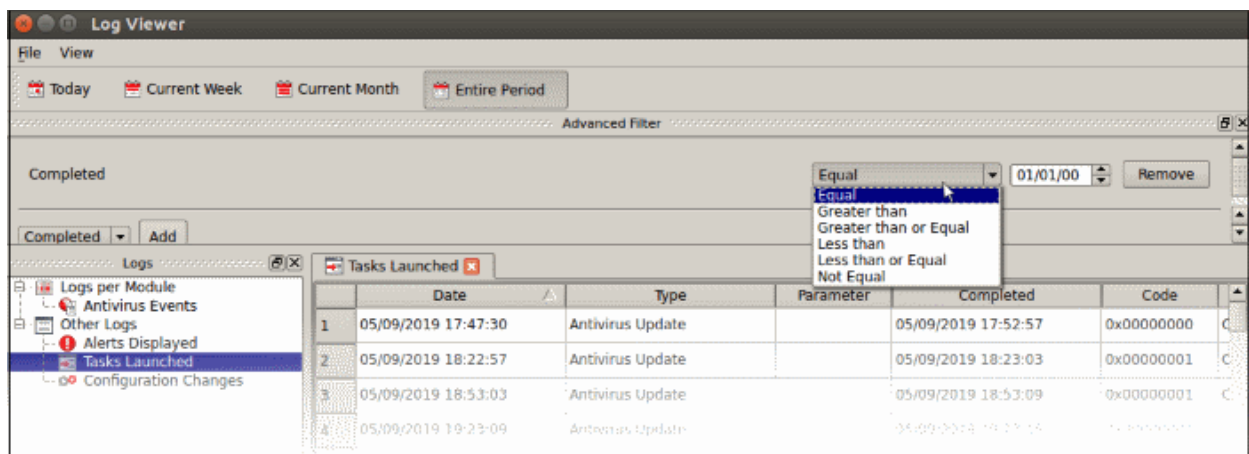 Log Viewer
File View
Today Current Week Current Month Entire Period
Advanced Filter
Completed Equal 01/01/00 Remove
Equal
Greater than
Greater than or Equal
Less than
Less than or Equal
Not Equal
Completed Add
Logs
Logs per Module
Antivirus Events
Other Logs
Alerts Displayed
Tasks Launched
Configuration Changes
Tasks Launched
Date Type Parameter Completed Code
1 05/09/2019 17:47:30 Antivirus Update 05/09/2019 17:52:57 0x00000000
2 05/09/2019 18:22:57 Antivirus Update 05/09/2019 18:23:03 0x00000001
3 05/09/2019 18:53:03 Antivirus Update 05/09/2019 18:53:09 0x00000001
4 05/09/2019 19:23:09 Antivirus Update